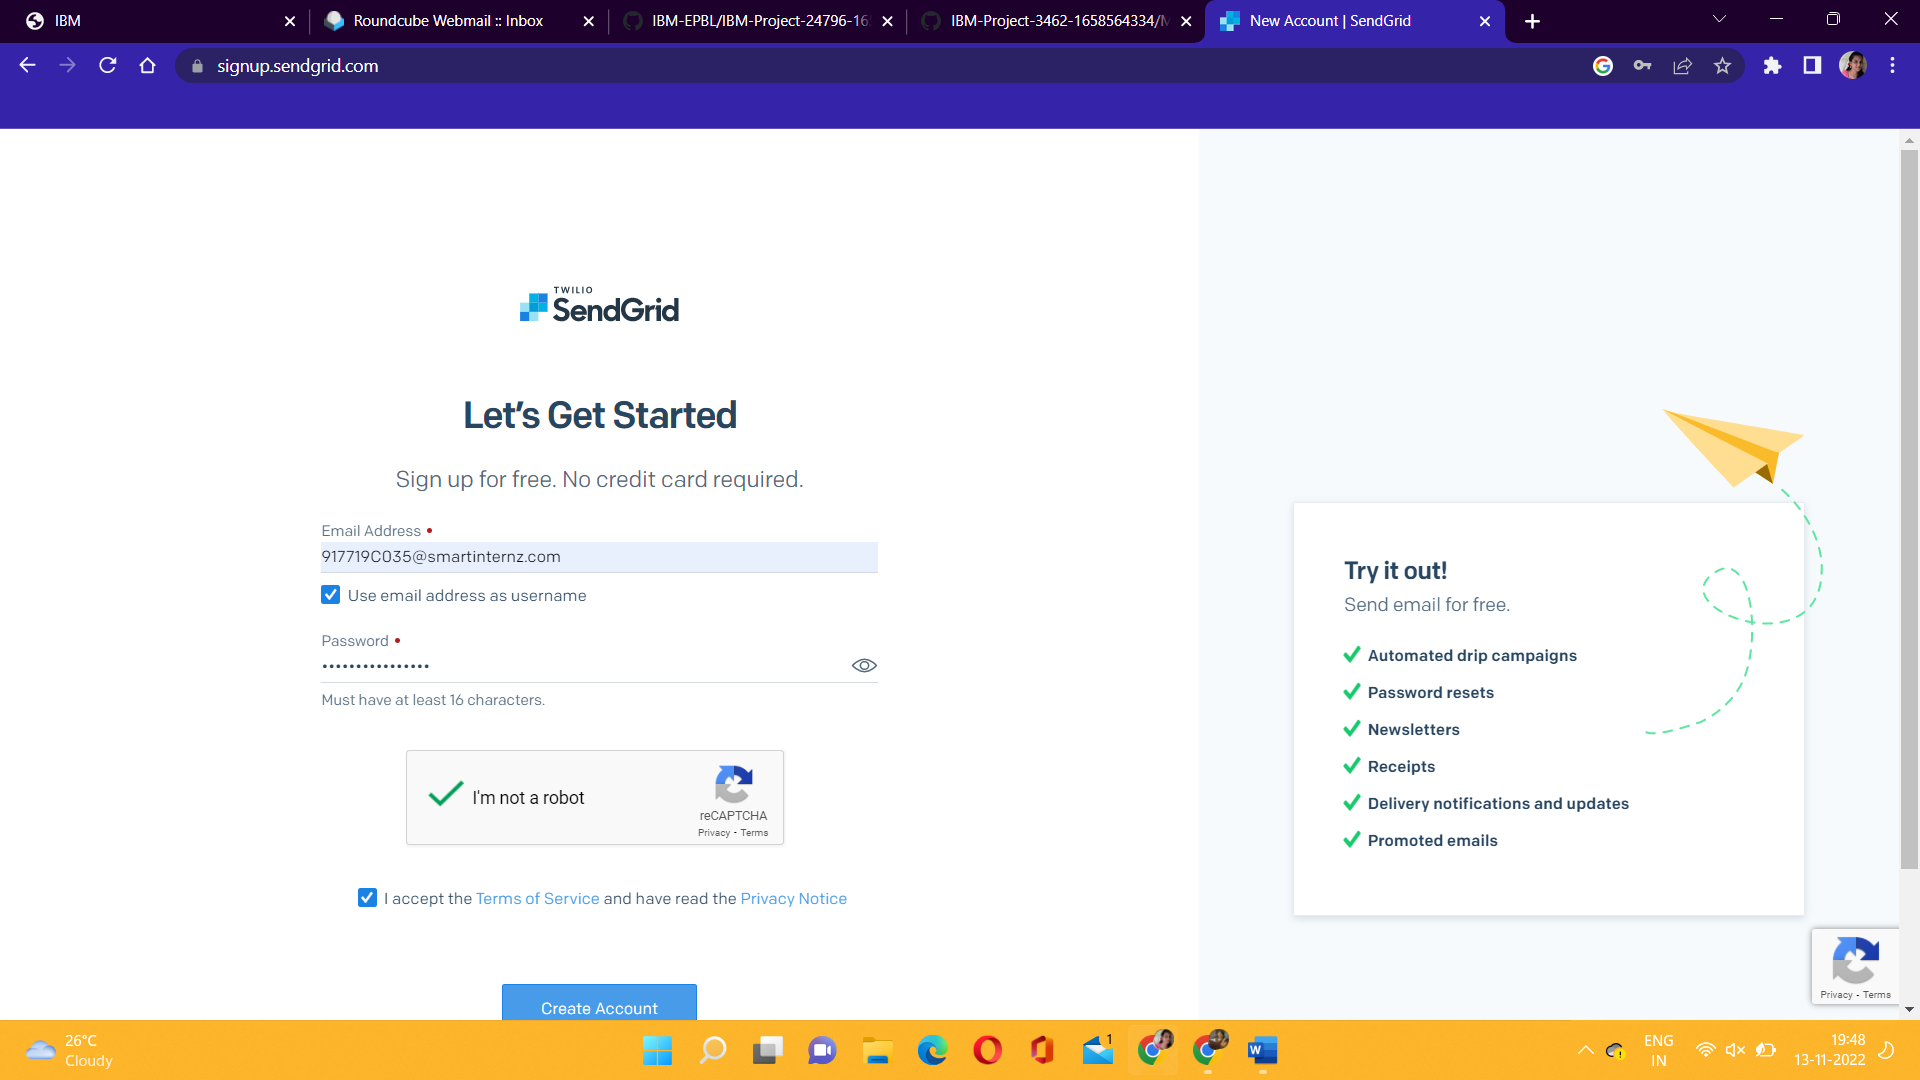 IBM
Roundcube Webmail :: Inbox
IBM-EPBL/IBM-Project-24796-16
IBM-Project-3462-1658564334/M
New Account | SendGrid
signup.sendgrid.com
TWILIO
SendGrid
Let's Get Started
Sign up for free. No credit card required.
Email Address
917719C035@smartinternz.com
Use email address as username
Password
••••••••••••••••
Must have at least 16 characters.
I'm not a robot
reCAPTCHA
Privacy - Terms
I accept the Terms of Service and have read the Privacy Notice
Create Account
Try it out!
Send email for free.
Automated drip campaigns
Password resets
Newsletters
Receipts
Delivery notifications and updates
Promoted emails
Privacy - Terms
26°C
Cloudy
1
W
ENG
IN
19:48
13-11-2022